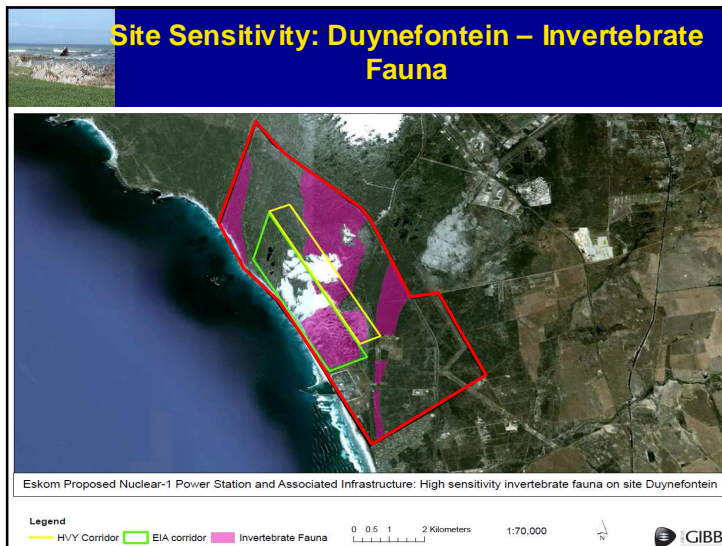 Site Sensitivity: Duynefontein – Invertebrate
Fauna
Eskom Proposed Nuclear-1 Power Station and Associated Infrastructure: High sensitivity invertebrate fauna on site Duynefontein
Legend
HVY Corridor EIA corridor Invertebrate Fauna
0 0.5 1 2 Kilometers
1:70,000
N
GIBB